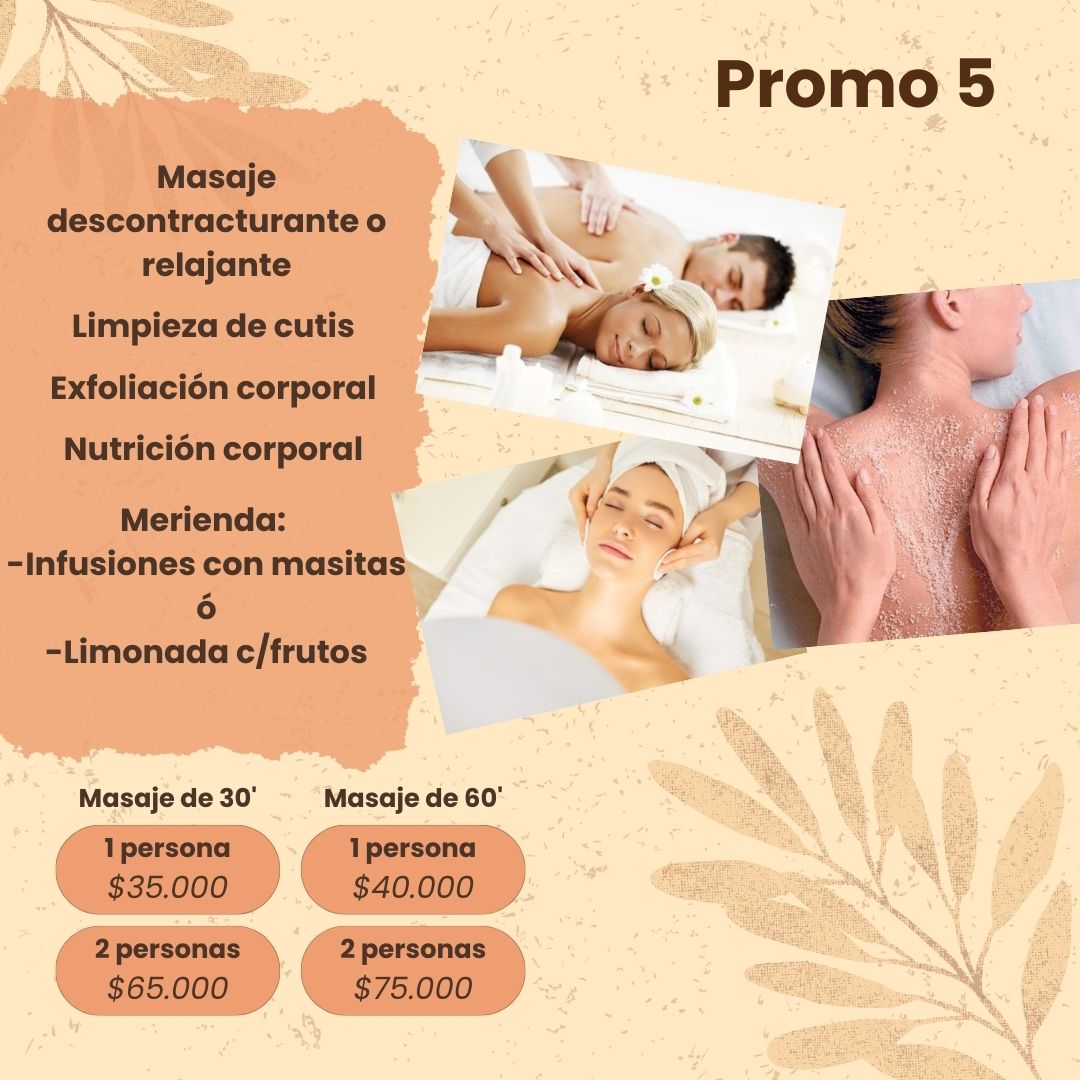 Promo 5
Masaje
descontracturante o
relajante
Limpieza de cutis
Exfoliación corporal
Nutrición corporal
Merienda:
-Infusiones con masitas
ó
-Limonada c/frutos
Masaje de 30'
1 persona
$35.000
2 personas
$65.000
Masaje de 60'
1 persona
$40.000
2 personas
$75.000